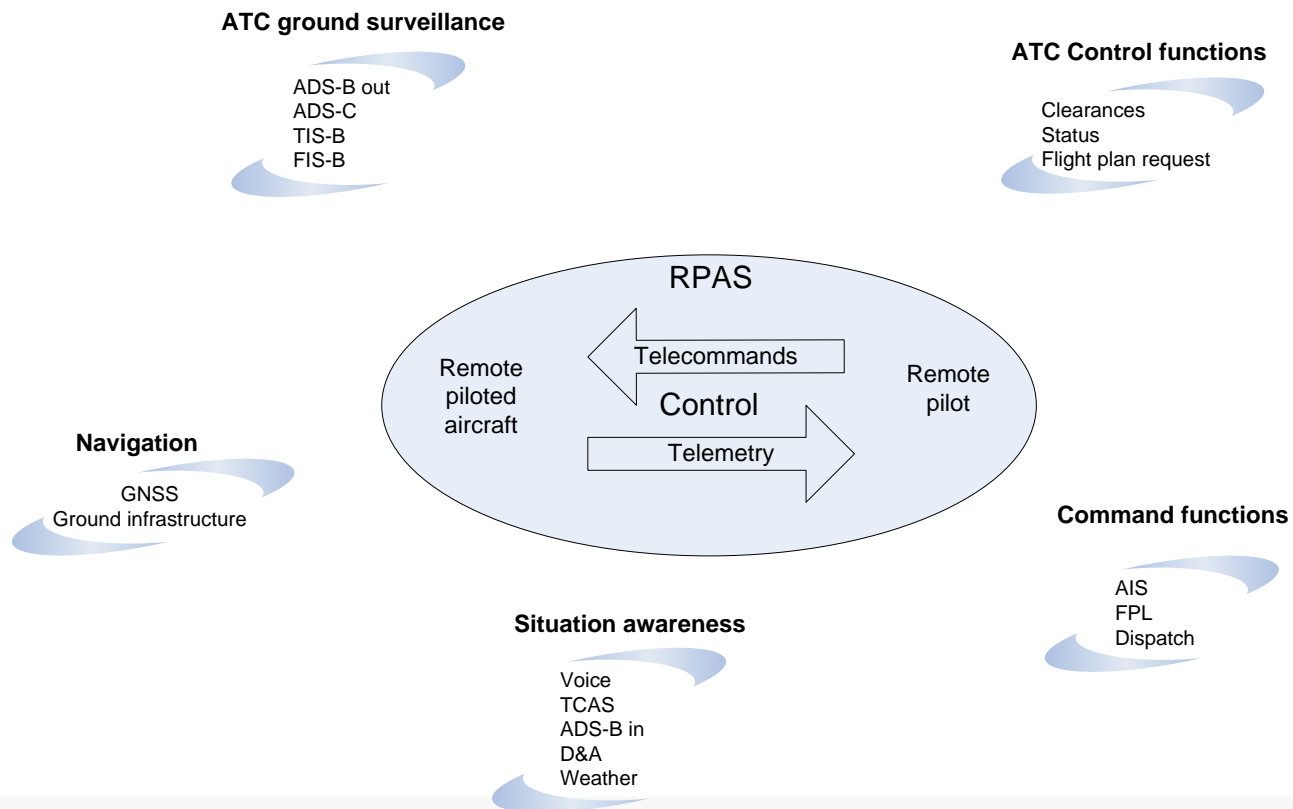 ATC ground surveillance
ADS-B out
ADS-C
TIS-B
FIS-B
ATC Control functions
Clearances
Status
Flight plan request
RPAS
Telecommands
Remote
piloted
aircraft
Control
Remote
pilot
Telemetry
Navigation
GNSS
Ground infrastructure
Command functions
AIS
FPL
Dispatch
Situation awareness
Voice
TCAS
ADS-B in
D&A
Weather